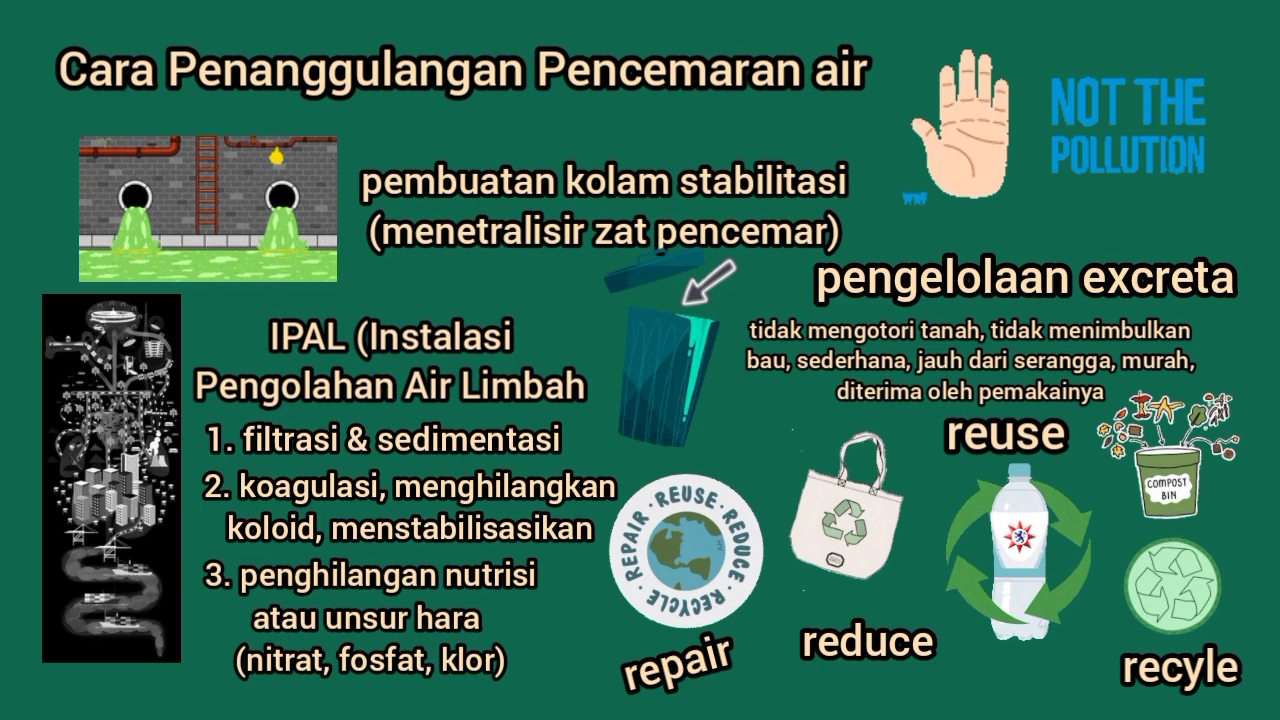 Cara Penanggulangan Pencemaran air
NOT THE
POLLUTION
WWF
pembuatan kolam stabilitasi
(menetralisir zat pencemar)
pengelolaan excreta
tidak mengotori tanah, tidak menimbulkan
bau, sederhana, jauh dari serangga, murah,
diterima oleh pemakainya
IPAL (Instalasi
Pengolahan Air Limbah
1. filtrasi & sedimentasi
2. koagulasi, menghilangkan
koloid, menstabilisasikan
3. penghilangan nutrisi
atau unsur hara
(nitrat, fosfat, klor)
REPAIR · REUSE · REDUCE · RECYCLE ·
repair
reduce
reuse
COMPOST
BIN
recyle